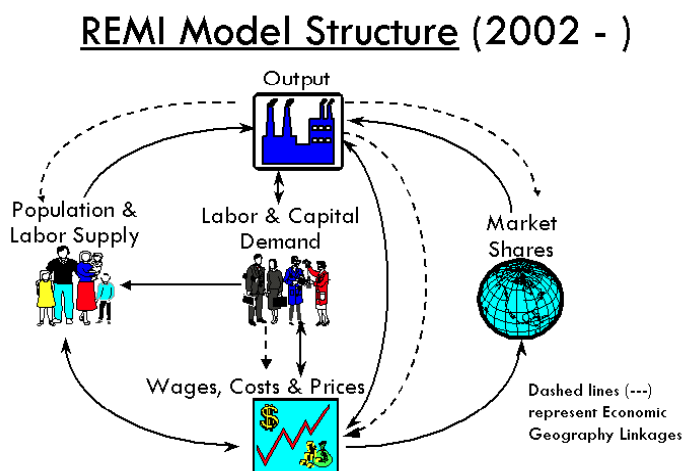 REMI Model Structure (2002 - )
Output
Population &
Labor Supply
Labor & Capital
Demand
Market
Shares
Wages, Costs & Prices
$
$
Dashed lines (---)
represent Economic
Geography Linkages